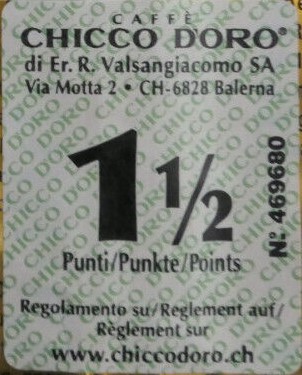 CAFFÈ
CHICCO D'ORO®
di Er. R. Valsangiacomo SA
Via Motta 2 • CH-6828 Balerna
1 1/2
Nº 469680
Punti/Punkte/Points
Regolamento su/Reglement auf/
Règlement sur
www.chiccodoro.ch